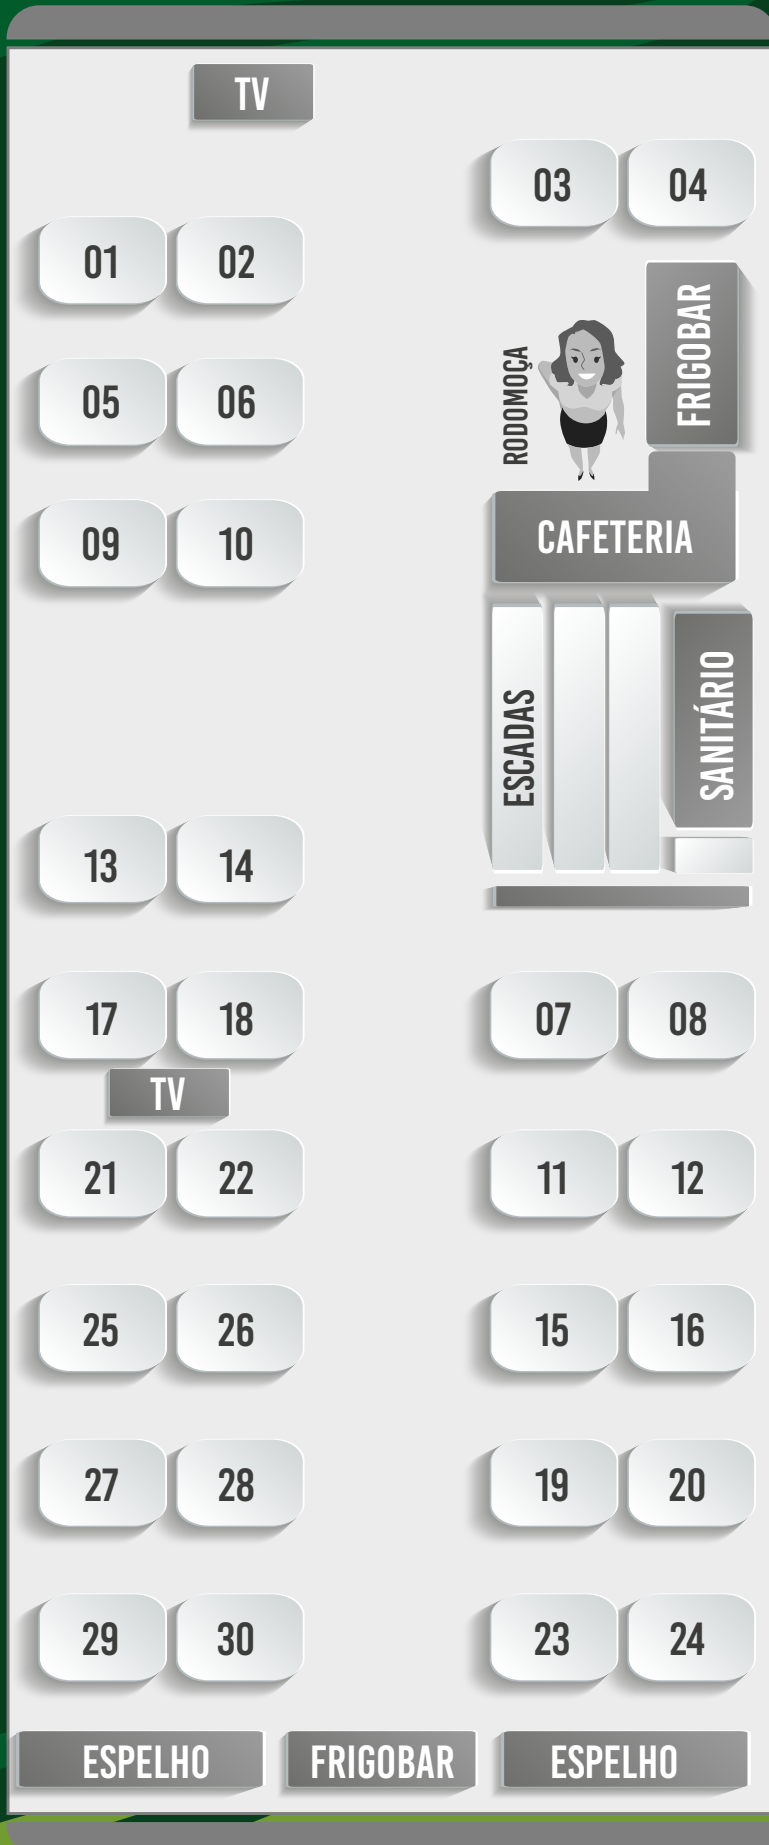 TV
03 04
01 02
FRIGOBAR
RODOMOÇA
05 06
09 10
CAFETERIA
ESCADAS
SANITÁRIO
13 14
17 18
07 08
TV
21 22
11 12
25 26
15 16
27 28
19 20
29 30
23 24
ESPELHO
FRIGOBAR
ESPELHO